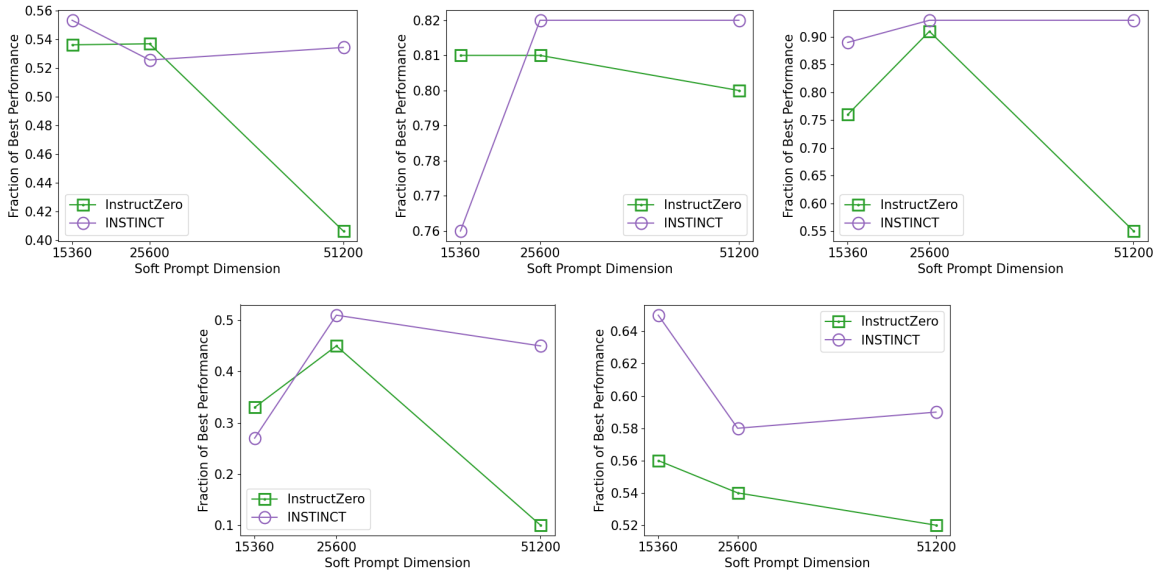 Fraction of Best Performance
0.56
0.54
0.52
0.50
0.48
0.46
0.44
0.42
0.40
InstructZero
INSTINCT
15360 25600 51200
Soft Prompt Dimension
Fraction of Best Performance
0.82
0.81
0.80
0.79
0.78
0.77
0.76
InstructZero
INSTINCT
15360 25600 51200
Soft Prompt Dimension
Fraction of Best Performance
0.90
0.85
0.80
0.75
0.70
0.65
0.60
0.55
InstructZero
INSTINCT
15360 25600 51200
Soft Prompt Dimension
Fraction of Best Performance
0.5
0.4
0.3
0.2
0.1
InstructZero
INSTINCT
15360 25600 51200
Soft Prompt Dimension
Fraction of Best Performance
0.64
0.62
0.60
0.58
0.56
0.54
0.52
InstructZero
INSTINCT
15360 25600 51200
Soft Prompt Dimension